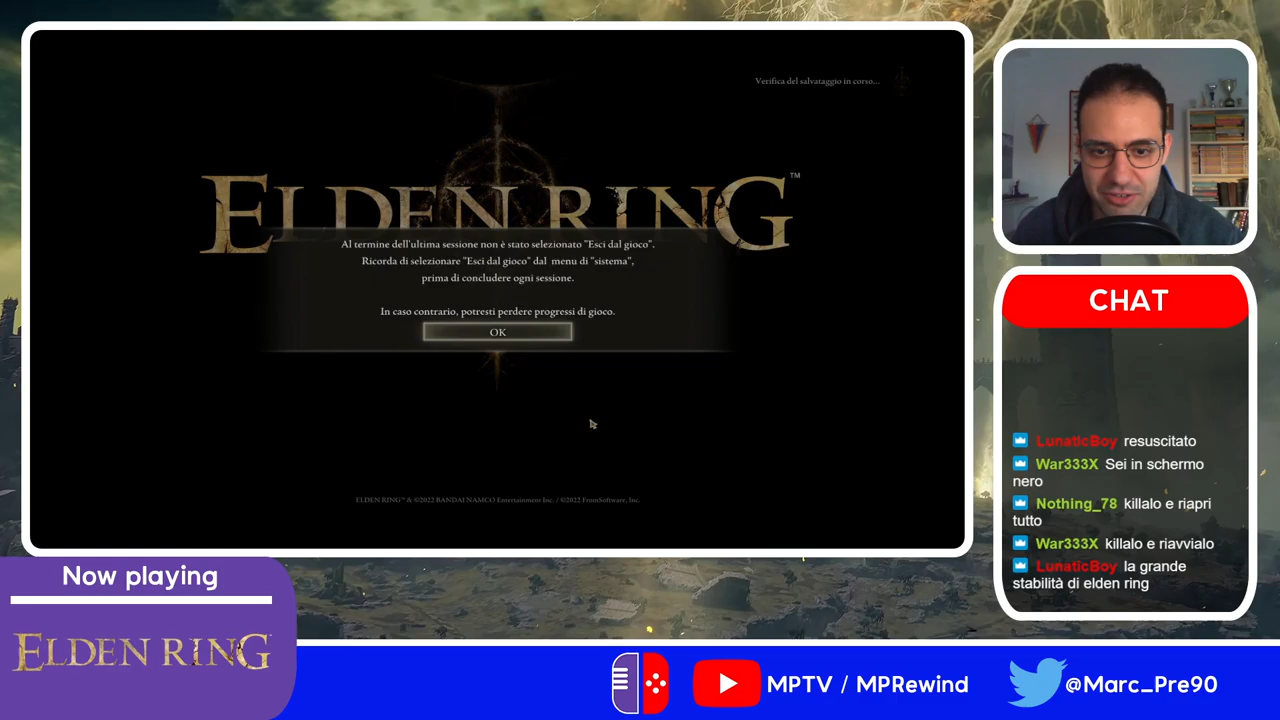 Verifica del salvataggio in corso...
ELDEN RING™
Al termine dell'ultima sessione non è stato selezionato "Esci dal gioco".
Ricorda di selezionare "Esci dal gioco" dal menu di "sistema",
prima di concludere ogni sessione.
In caso contrario, potresti perdere progressi di gioco.
OK
ELDEN RING™ & ©2022 BANDAI NAMCO Entertainment Inc. / ©2022 FromSoftware, Inc.
CHAT
LunaticBoy resuscitato
War333X Sei in schermo
nero
Nothing_78 killalo e riapri
tutto
War333X killalo e riavvialo
LunaticBoy la grande
stabilità di elden ring
Now playing
ELDEN RING
MPTV / MPRewind
@Marc_Pre90